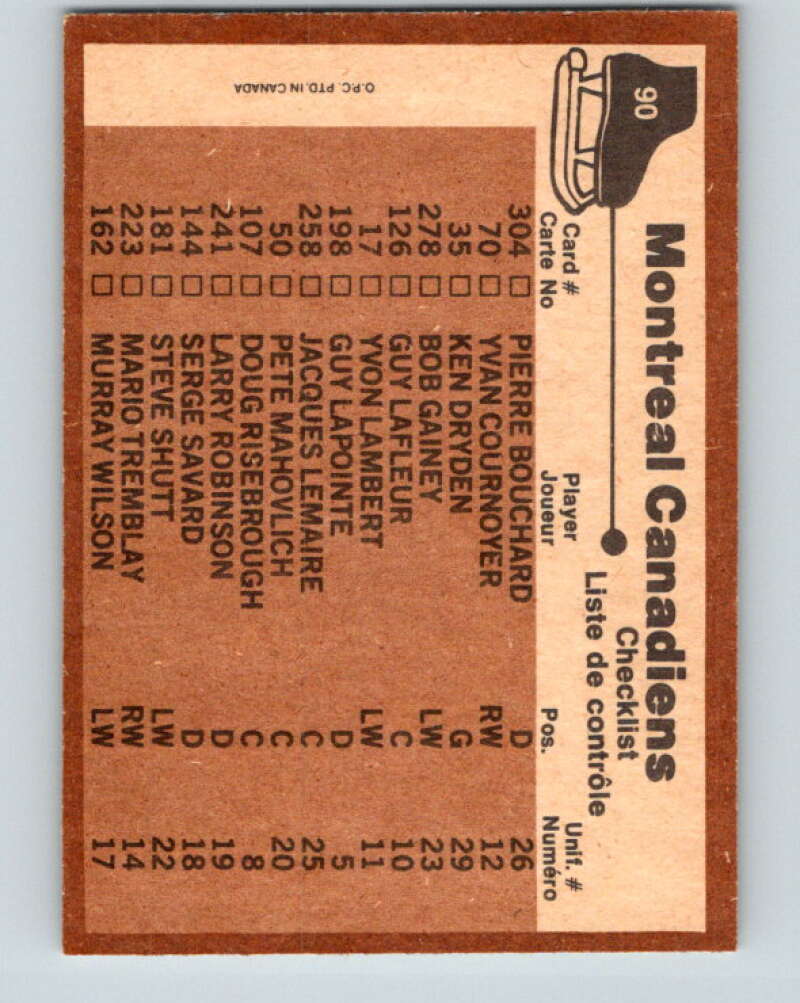 90
Montreal Canadiens
Checklist
Liste de contrôle
Card # Player Pos. Unif. #
Carte No Joueur Numéro
304 □ PIERRE BOUCHARD D 26
70 □ YVAN COURNOYER RW 12
35 □ KEN DRYDEN G 29
278 □ BOB GAINEY LW 23
126 □ GUY LAFLEUR C 10
17 □ YVON LAMBERT LW 11
198 □ GUY LAPOINTE D 5
258 □ JACQUES LEMAIRE C 25
50 □ PETE MAHOVLICH C 20
107 □ DOUG RISEBROUGH C 8
241 □ LARRY ROBINSON D 19
144 □ SERGE SAVARD D 18
181 □ STEVE SHUTT LW 22
223 □ MARIO TREMBLAY RW 14
162 □ MURRAY WILSON LW 17
O.P.C. PTD. IN CANADA